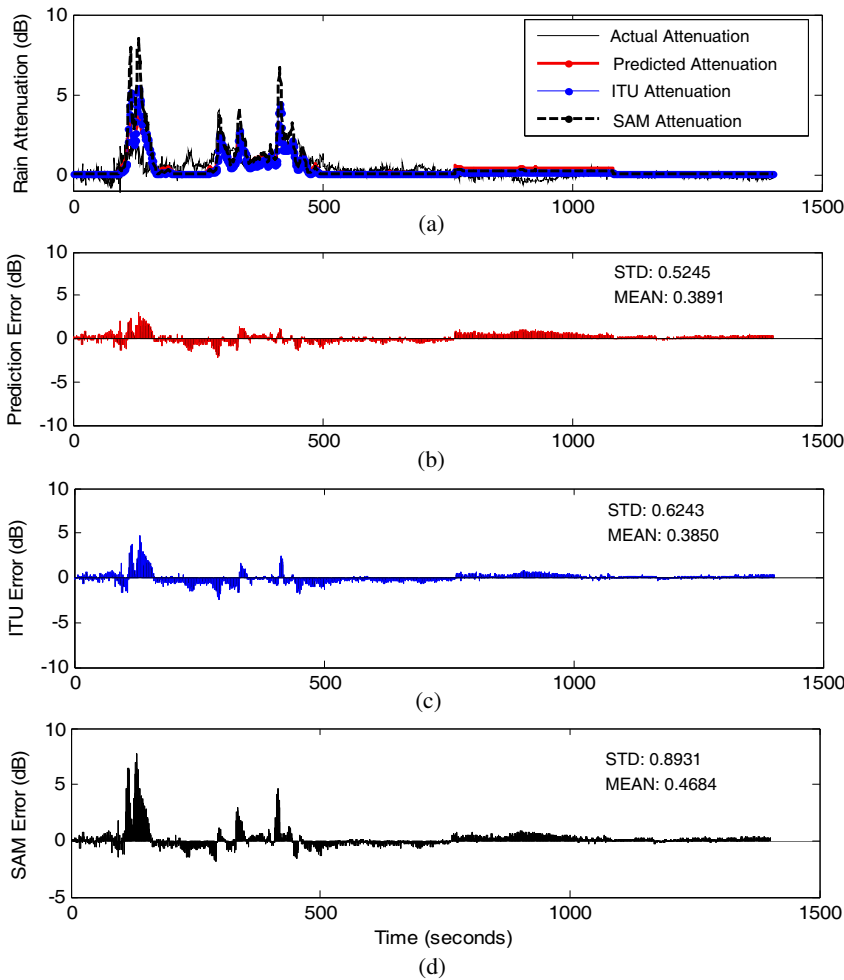 Rain Attenuation (dB)
10
5
0
0
500
1000
1500
Actual Attenuation
Predicted Attenuation
ITU Attenuation
SAM Attenuation
(a)
Prediction Error (dB)
10
5
0
-5
-10
0
500
1000
1500
STD: 0.5245
MEAN: 0.3891
(b)
ITU Error (dB)
10
5
0
-5
-10
0
500
1000
1500
STD: 0.6243
MEAN: 0.3850
(c)
SAM Error (dB)
10
5
0
-5
0
500
1000
1500
STD: 0.8931
MEAN: 0.4684
Time (seconds)
(d)